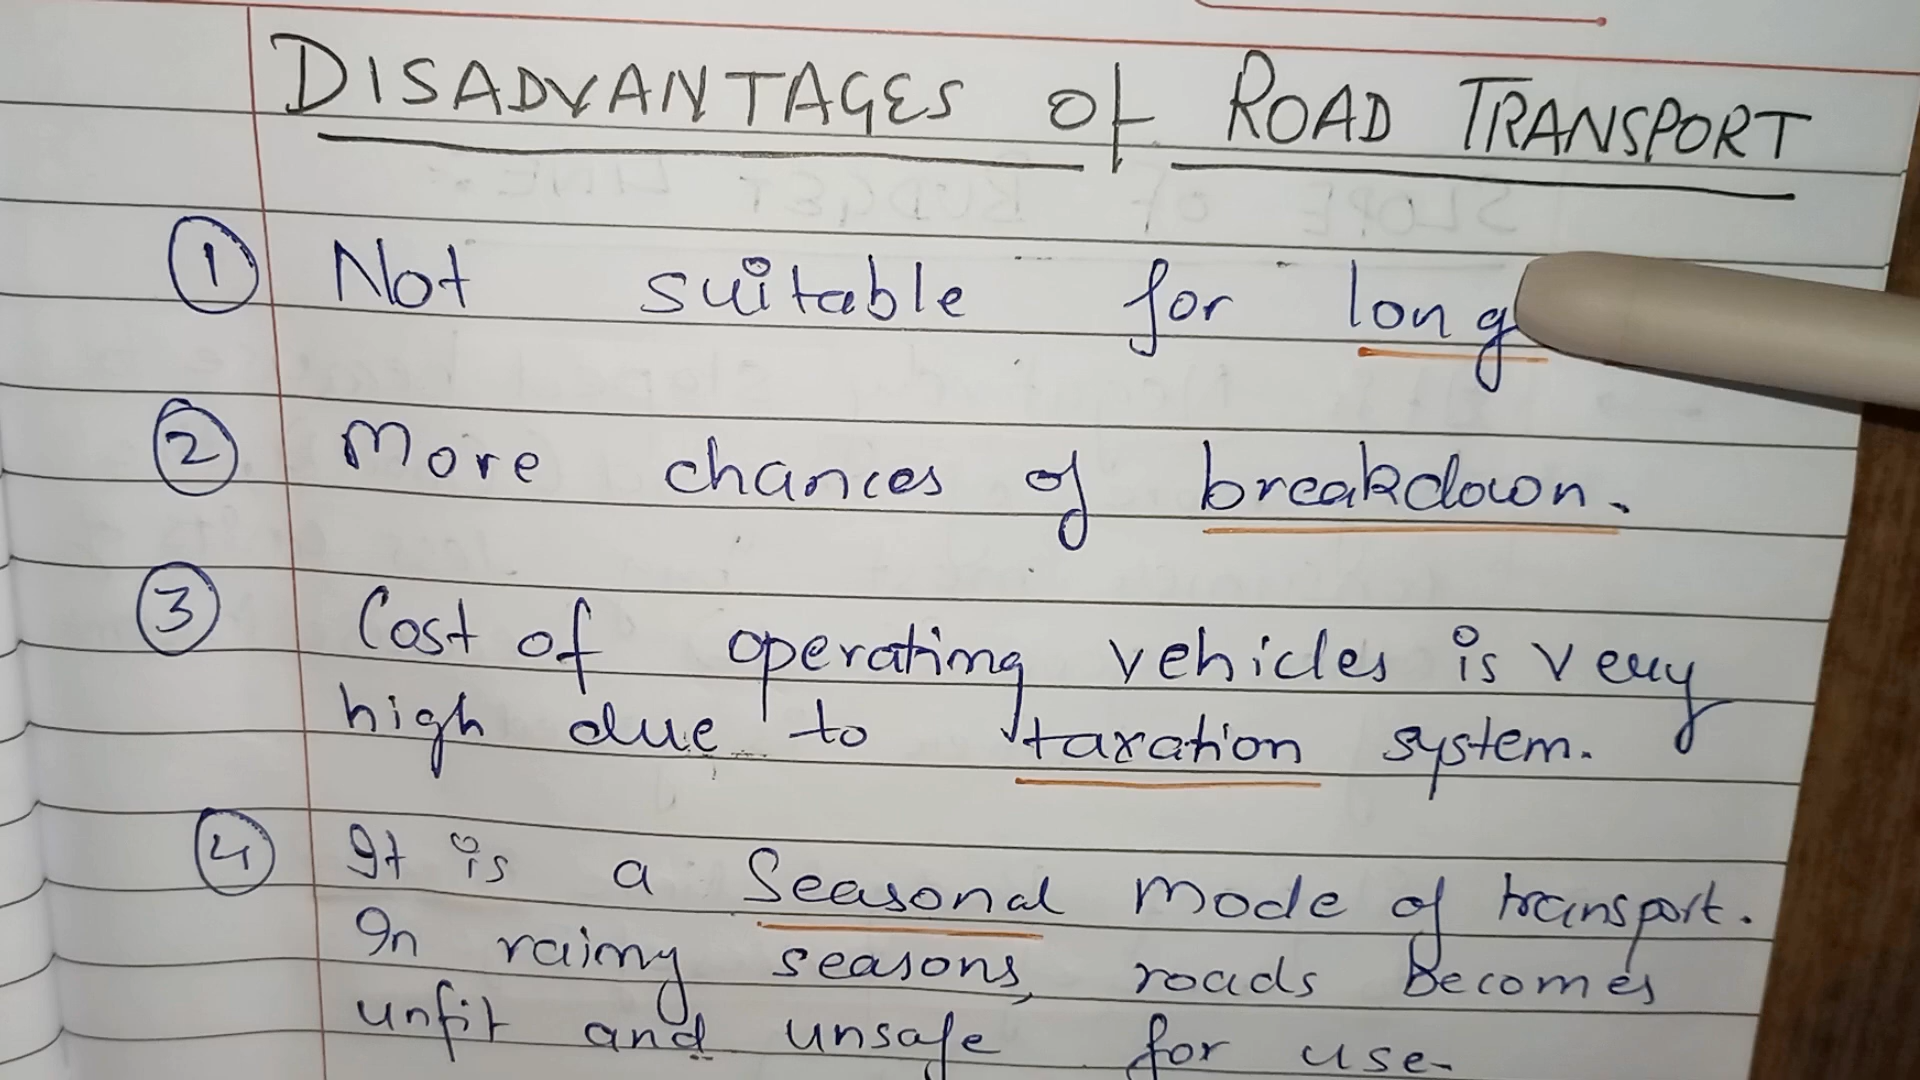 DISADVANTAGES of ROAD TRANSPORT
① Not suitable for long
② More chances of breakdown.
③ Cost of operating vehicles is very
high due to taxation system.
④ It is a Seasonal Mode of transport.
In rainy seasons, roads Becomes
unfit and unsafe for use.